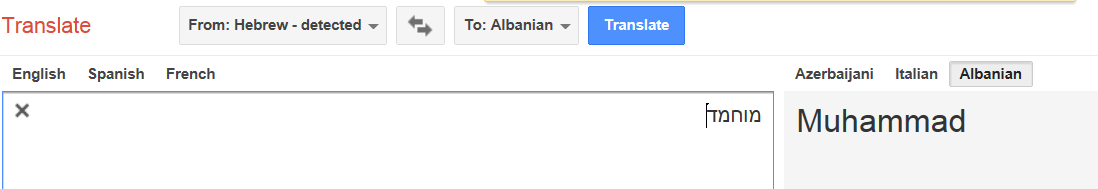 Translate From: Hebrew - detected To: Albanian Translate
English Spanish French Azerbaijani Italian Albanian
מוחמד
Muhammad